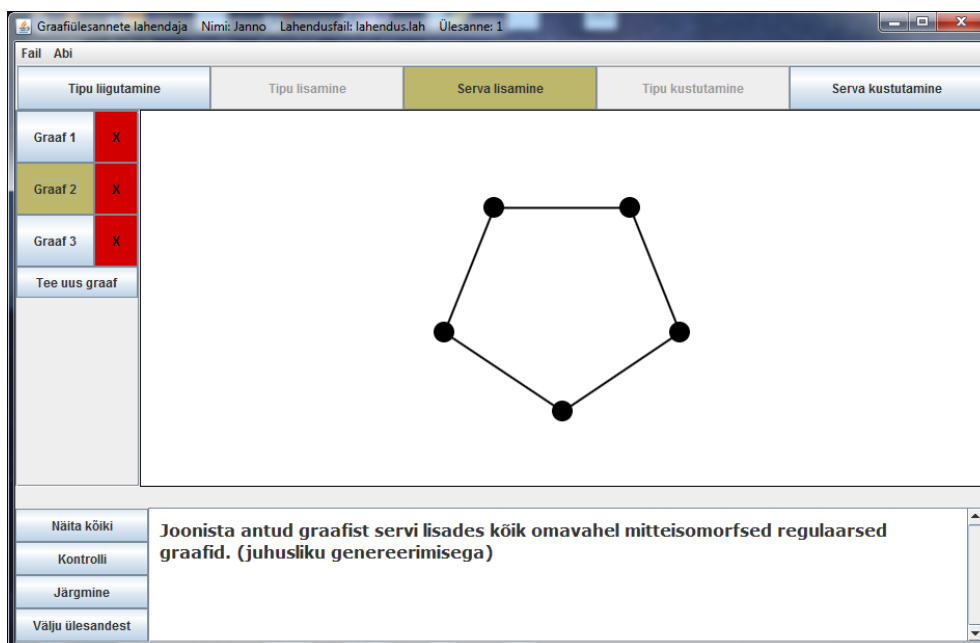 Graafiülesannete lahendaja Nimi: Janno Lahendusfail: lahendus.lah Ülesanne: 1
Fail Abi
Tipu liigutamine Tipu lisamine Serva lisamine Tipu kustutamine Serva kustutamine
Graaf 1 X
Graaf 2 X
Graaf 3 X
Tee uus graaf
Näita kõiki
Kontrolli
Järgmine
Välju ülesandest
Joonista antud graafist servi lisades kõik omavahel mitteisomorfsed regulaarsed
graafid. (juhusliku genereerimisega)